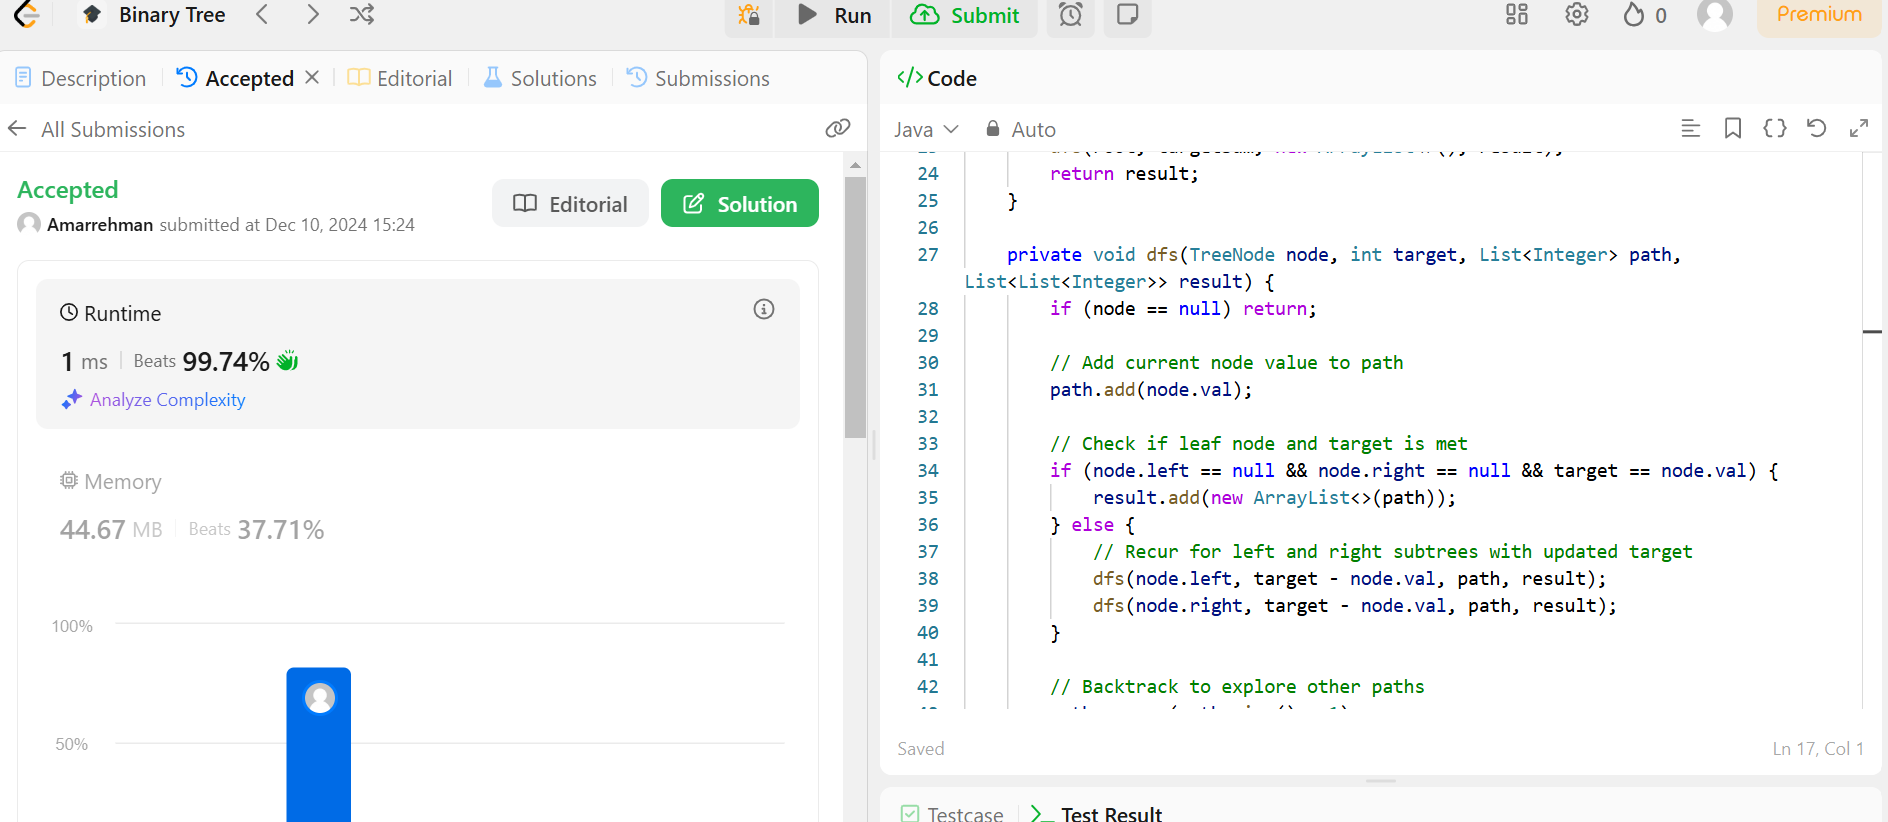 Binary Tree
Run
Submit
0
Premium
Description
Accepted
Editorial
Solutions
Submissions
All Submissions
Accepted
Amarrehman submitted at Dec 10, 2024 15:24
Editorial
Solution
Runtime
1 ms
Beats 99.74%
Analyze Complexity
Memory
44.67 MB
Beats 37.71%
100%
50%
</> Code
Java
Auto
24 return result;
25 }
26
27 private void dfs(TreeNode node, int target, List<Integer> path,
List<List<Integer>> result) {
28 if (node == null) return;
29
30 // Add current node value to path
31 path.add(node.val);
32
33 // Check if leaf node and target is met
34 if (node.left == null && node.right == null && target == node.val) {
35 result.add(new ArrayList<>(path));
36 } else {
37 // Recur for left and right subtrees with updated target
38 dfs(node.left, target - node.val, path, result);
39 dfs(node.right, target - node.val, path, result);
40 }
41
42 // Backtrack to explore other paths
Saved
Ln 17, Col 1
Testcase
Test Result